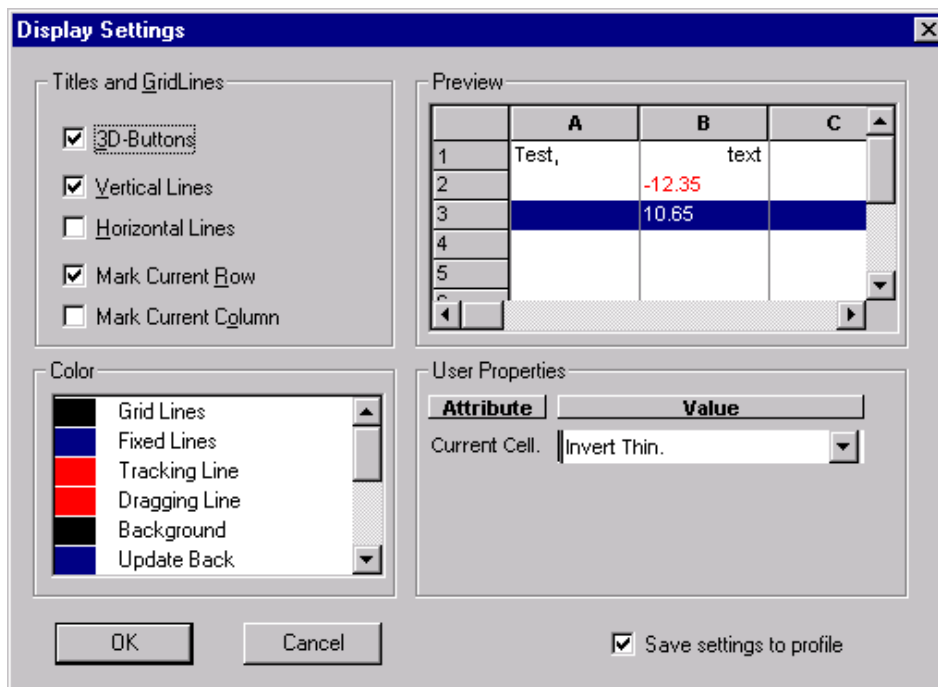 Display Settings
Titles and GridLines
3D-Buttons
Vertical Lines
Horizontal Lines
Mark Current Row
Mark Current Column
Preview
A B C
1 Test, text
2 -12.35
3 10.65
4
5
Color
Grid Lines
Fixed Lines
Tracking Line
Dragging Line
Background
Update Back
User Properties
Attribute Value
Current Cell. Invert Thin.
OK
Cancel
Save settings to profile